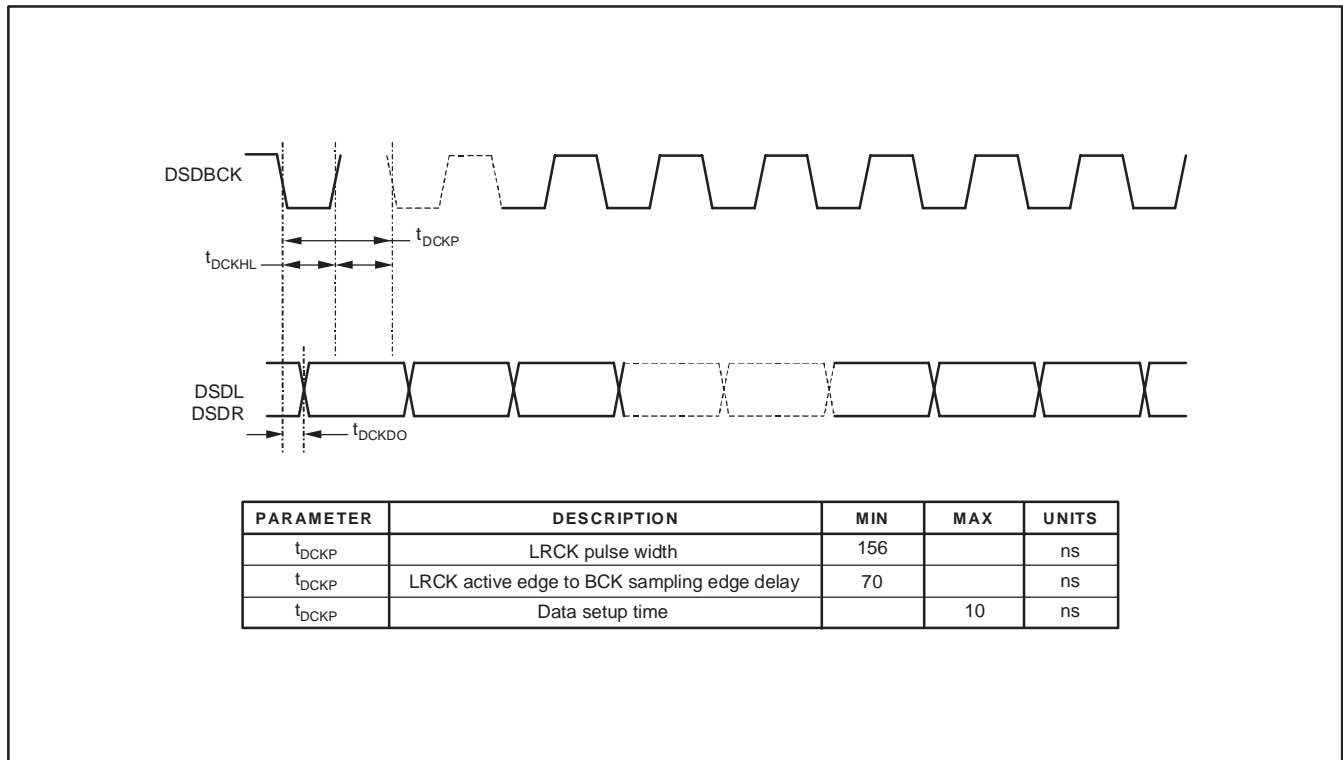 DSDBCK
tDCKP
tDCKHL
DSDL
DSDR
tDCKDO
PARAMETER DESCRIPTION MIN MAX UNITS
tDCKP LRCK pulse width 156 ns
tDCKP LRCK active edge to BCK sampling edge delay 70 ns
tDCKP Data setup time 10 ns